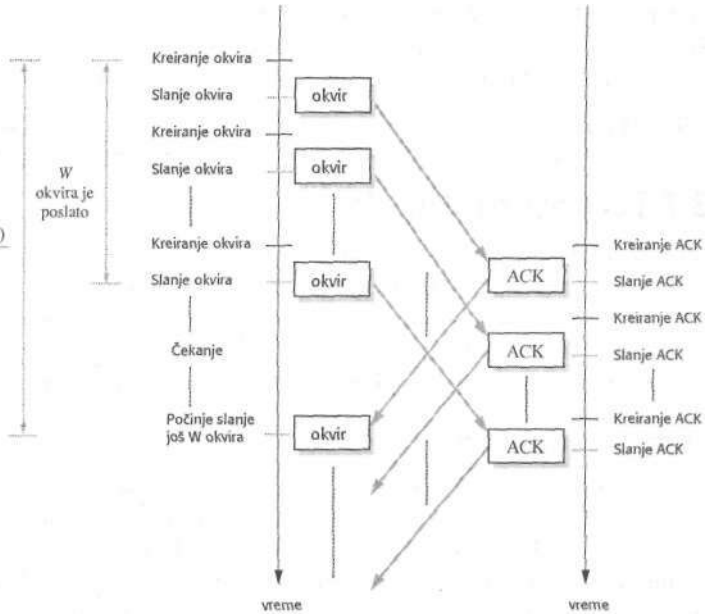 Kreiranje okvira
Slanje okvira
okvir
Kreiranje okvira
Slanje okvira
okvir
W
okvira je
poslato
)
Kreiranje okvira
Slanje okvira
okvir
Čekanje
Počinje slanje
još W okvira
okvir
Kreiranje ACK
ACK
Slanje ACK
Kreiranje ACK
ACK
Slanje ACK
Kreiranje ACK
ACK
Slanje ACK
vreme
vreme